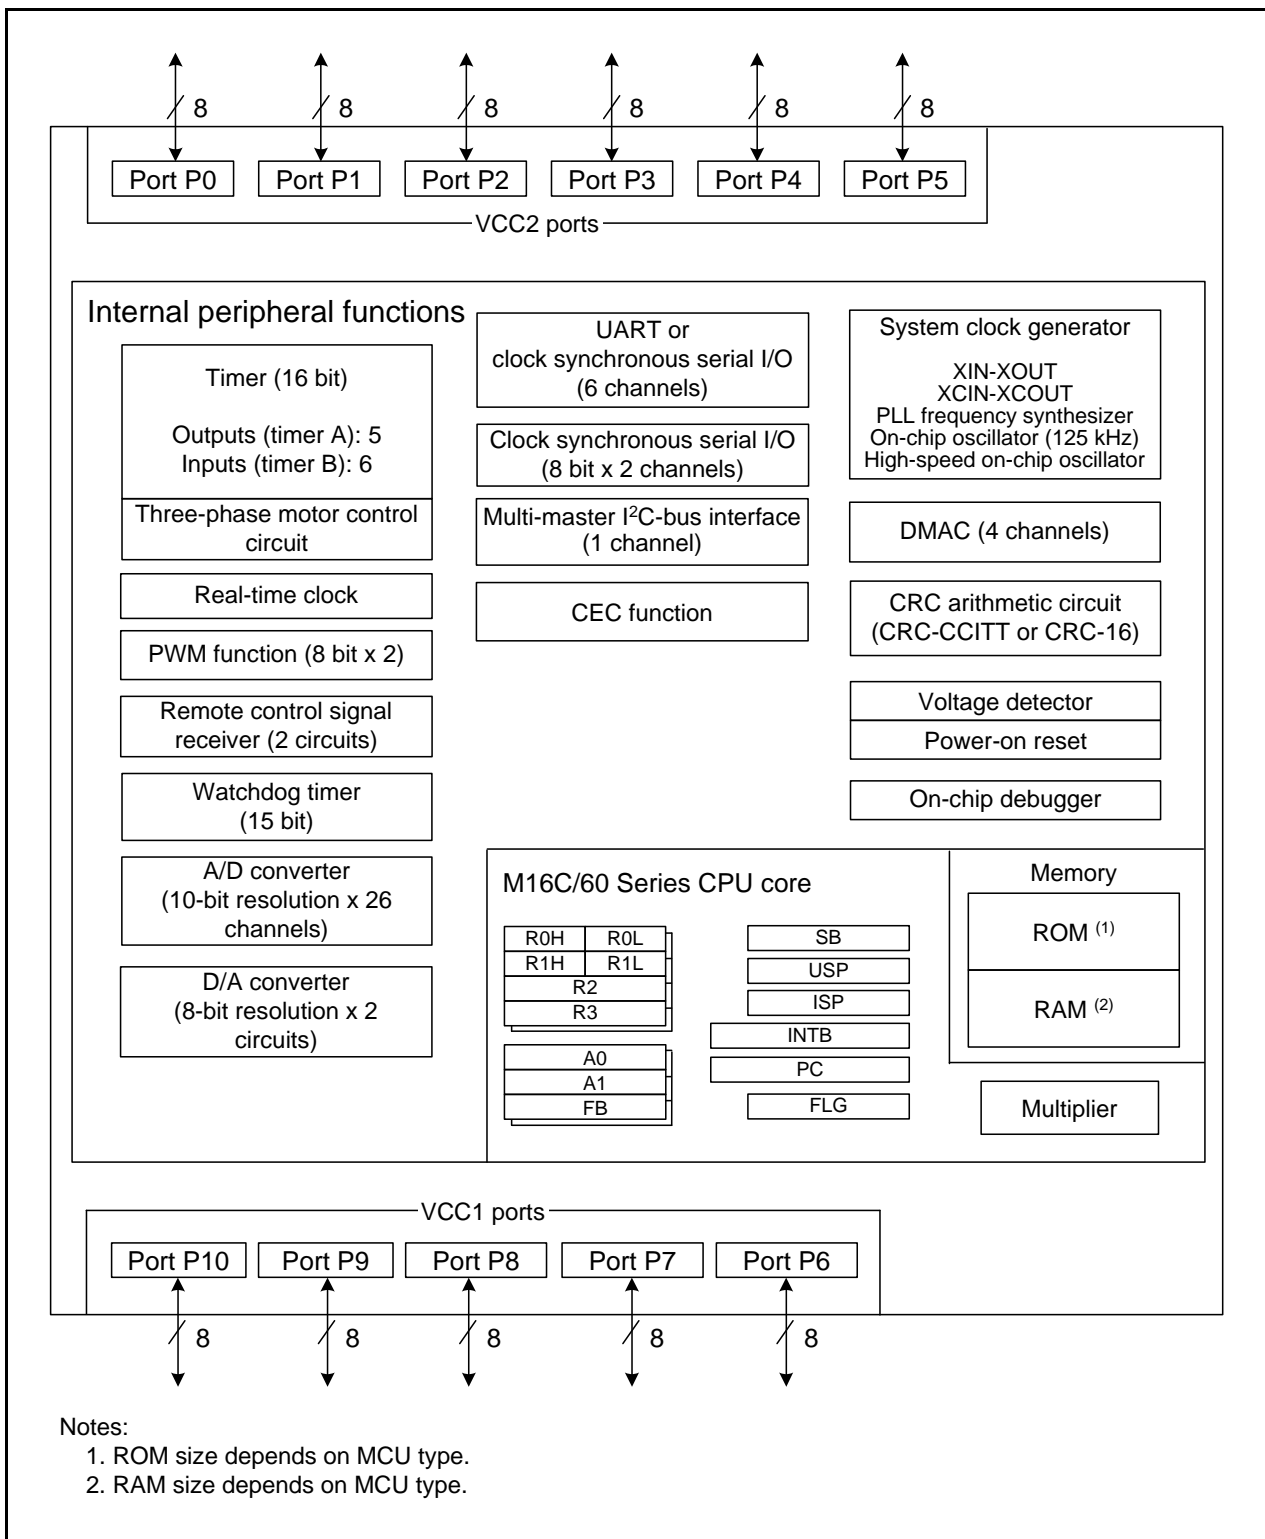 8 8 8 8 8 8
Port P0 Port P1 Port P2 Port P3 Port P4 Port P5
VCC2 ports
Internal peripheral functions
Timer (16 bit)
Outputs (timer A): 5
Inputs (timer B): 6
Three-phase motor control
circuit
Real-time clock
PWM function (8 bit x 2)
Remote control signal
receiver (2 circuits)
Watchdog timer
(15 bit)
A/D converter
(10-bit resolution x 26
channels)
D/A converter
(8-bit resolution x 2
circuits)
UART or
clock synchronous serial I/O
(6 channels)
Clock synchronous serial I/O
(8 bit x 2 channels)
Multi-master I²C-bus interface
(1 channel)
CEC function
System clock generator
XIN-XOUT
XCIN-XCOUT
PLL frequency synthesizer
On-chip oscillator (125 kHz)
High-speed on-chip oscillator
DMAC (4 channels)
CRC arithmetic circuit
(CRC-CCITT or CRC-16)
Voltage detector
Power-on reset
On-chip debugger
M16C/60 Series CPU core
R0H R0L
R1H R1L
R2
R3
A0
A1
FB
SB
USP
ISP
INTB
PC
FLG
Memory
ROM (1)
RAM (2)
Multiplier
VCC1 ports
Port P10 Port P9 Port P8 Port P7 Port P6
8 8 8 8 8
Notes:
1. ROM size depends on MCU type.
2. RAM size depends on MCU type.